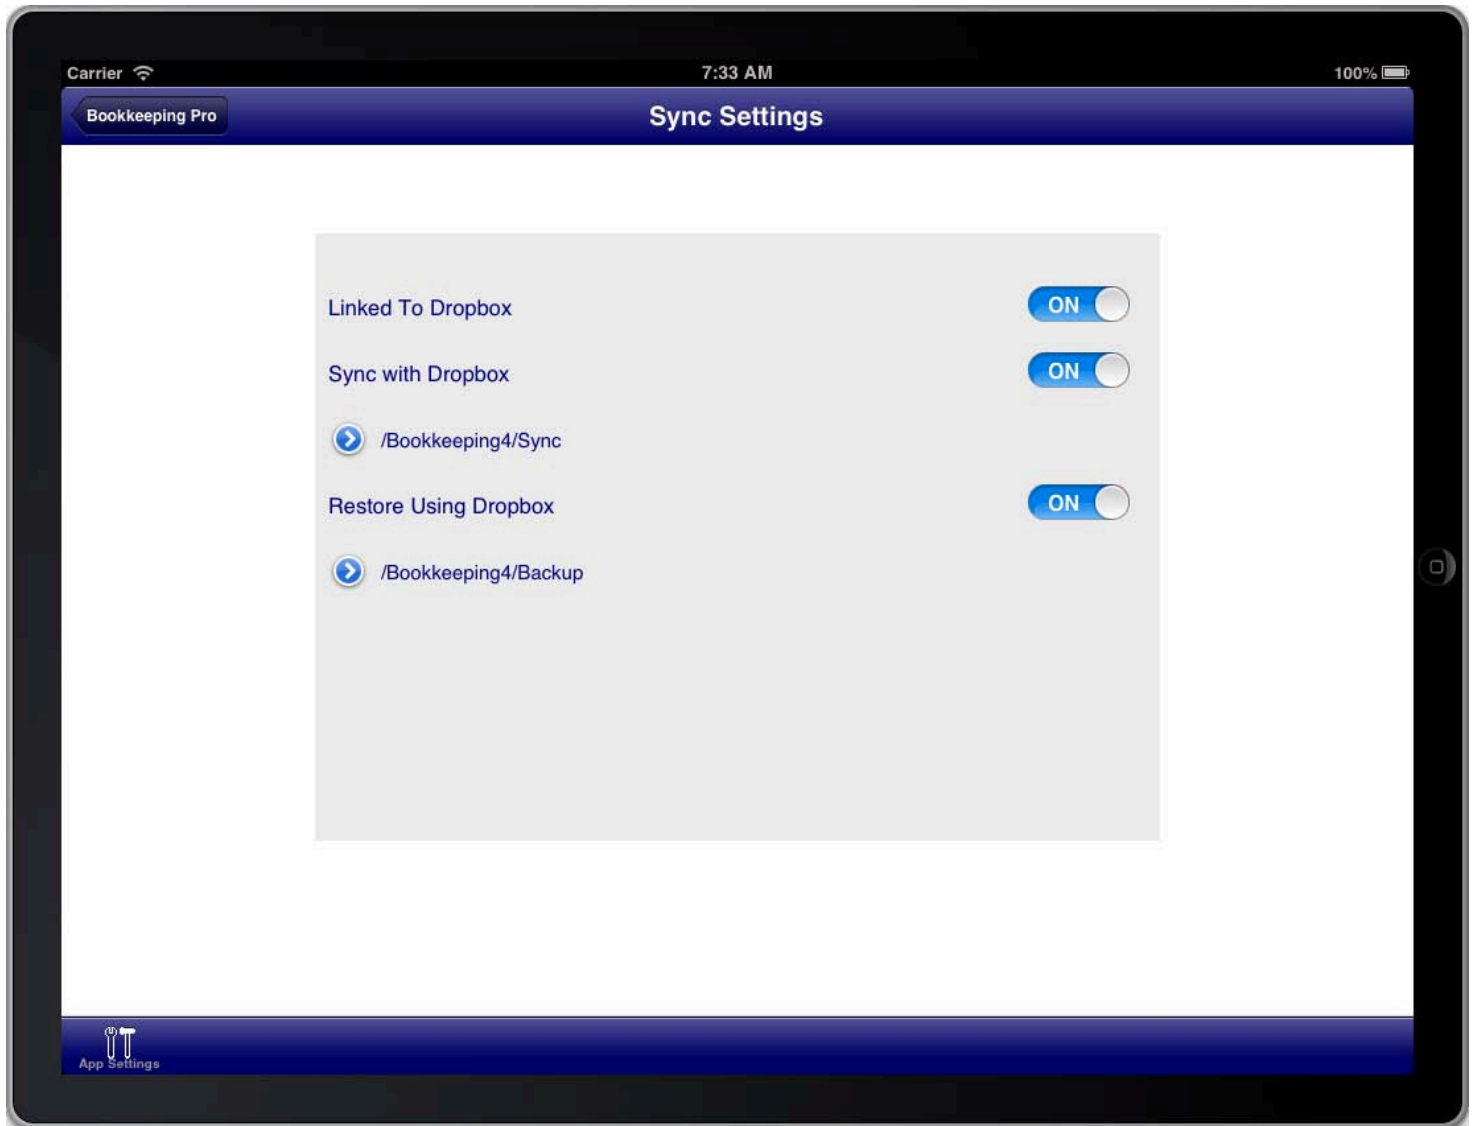 Carrier 7:33 AM 100%
Bookkeeping Pro Sync Settings
Linked To Dropbox ON
Sync with Dropbox ON
/Bookkeeping4/Sync
Restore Using Dropbox ON
/Bookkeeping4/Backup
App Settings